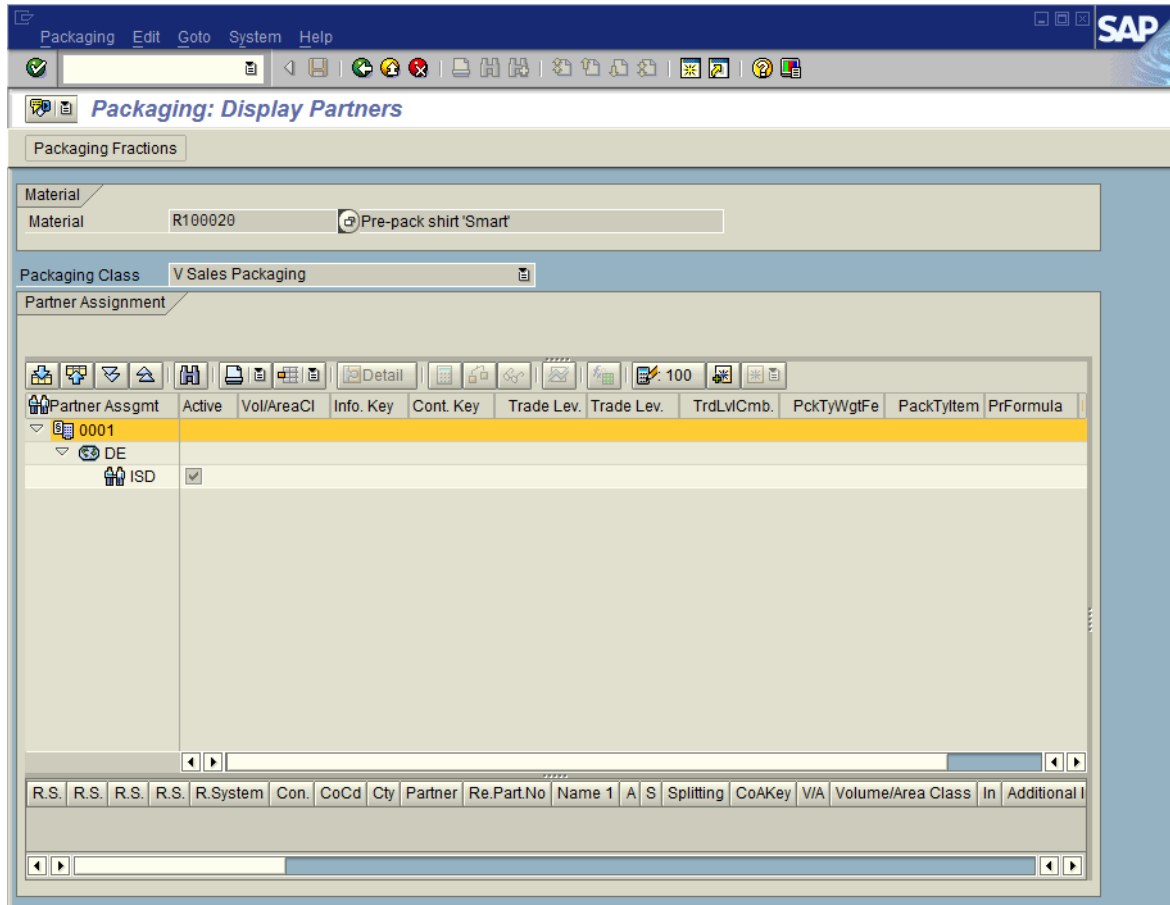 Packaging Edit Goto System Help
SAP
Packaging: Display Partners
Packaging Fractions
Material
Material R100020 Pre-pack shirt 'Smart'
Packaging Class V Sales Packaging
Partner Assignment
Detail : 100
Partner Assgmt Active Vol/AreaCl Info. Key Cont. Key Trade Lev. Trade Lev. TrdLvlCmb. PckTyWgtFe PackTyItem PrFormula
0001
DE
ISD
R.S. R.S. R.S. R.S. R.System Con. CoCd Cty Partner Re.Part.No Name 1 A S Splitting CoAKey V/A Volume/Area Class In Additional I